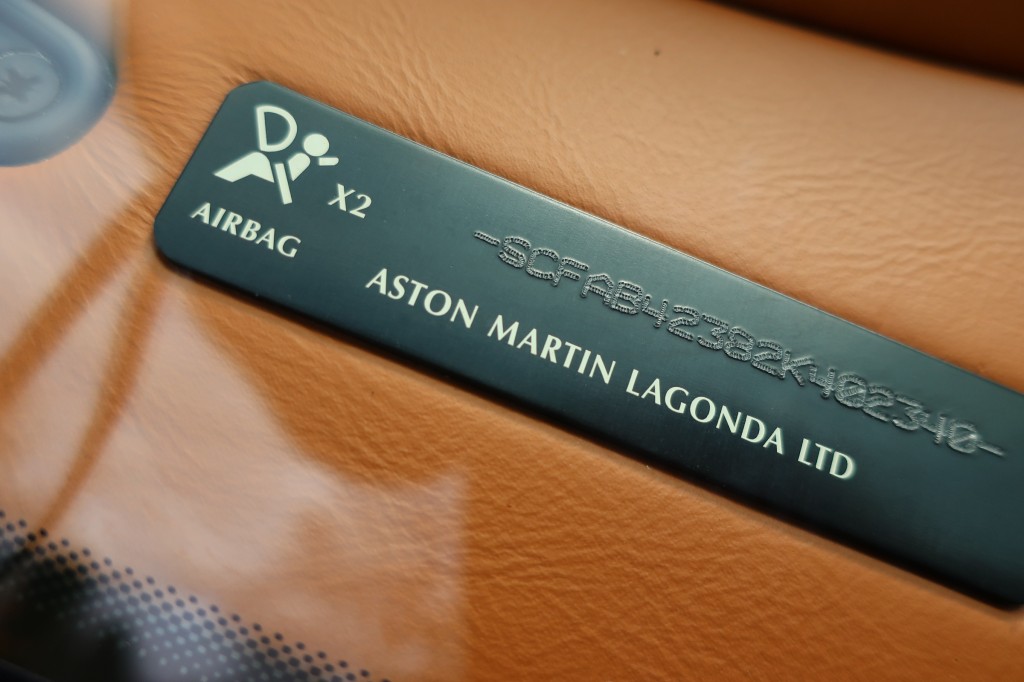 X2
AIRBAG
-SCFAB42382K402340-
ASTON MARTIN LAGONDA LTD